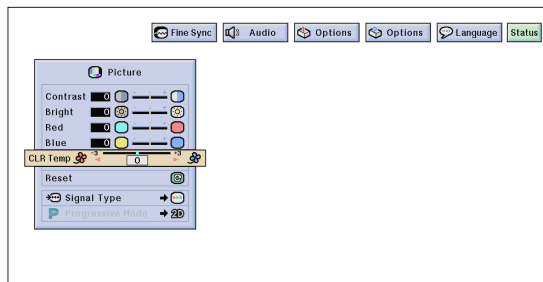 Fine Sync Audio Options Options Language Status
Picture
Contrast 0
Bright 0
Red 0
Blue 0
CLR Temp -3 0 +3
Reset
Signal Type
P Progressive Mode 2D